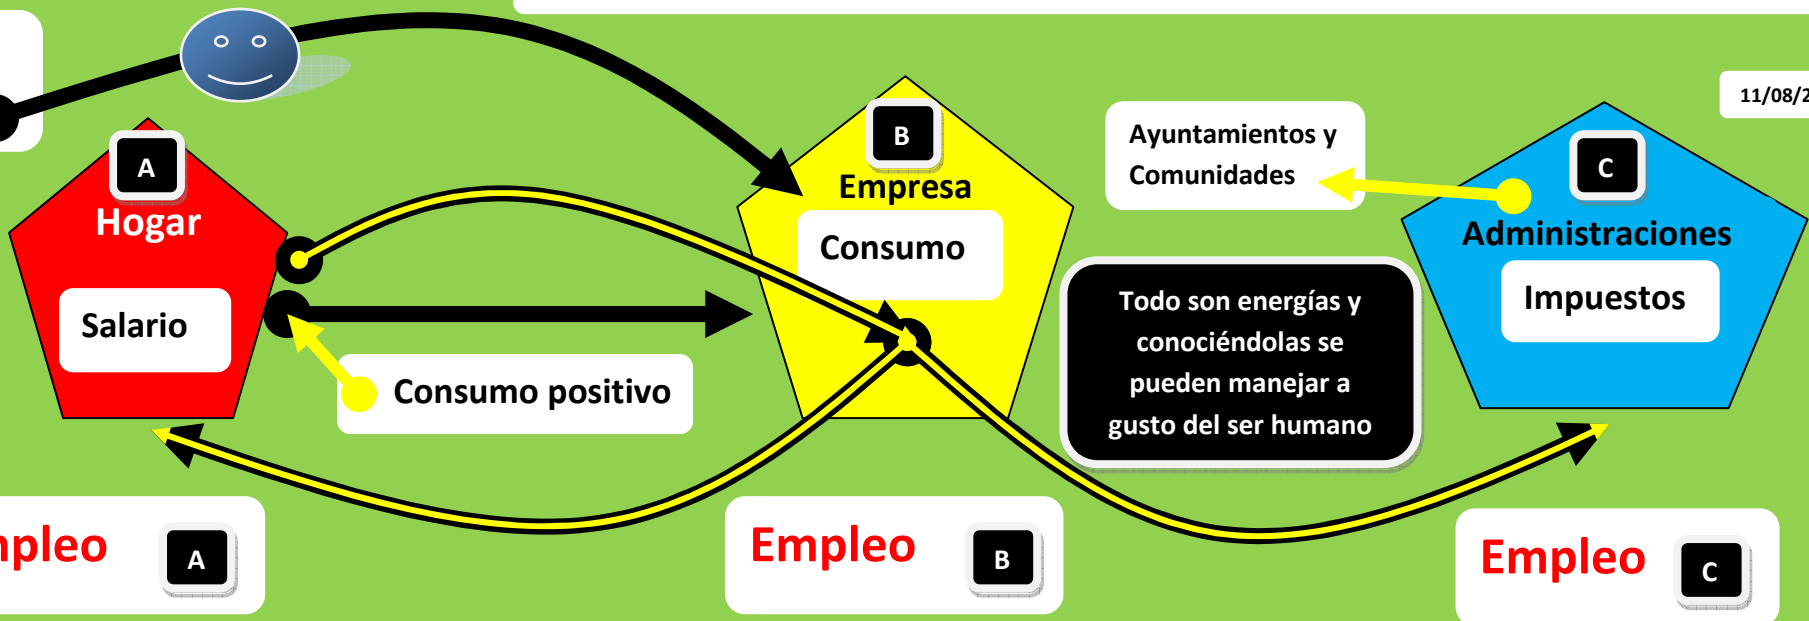 11/08/2
A
Hogar
Salario
Consumo positivo
B
Empresa
Consumo
Ayuntamientos y
Comunidades
Todo son energías y
conociéndolas se
pueden manejar a
gusto del ser humano
C
Administraciones
Impuestos
mpleo
A
Empleo
B
Empleo
C